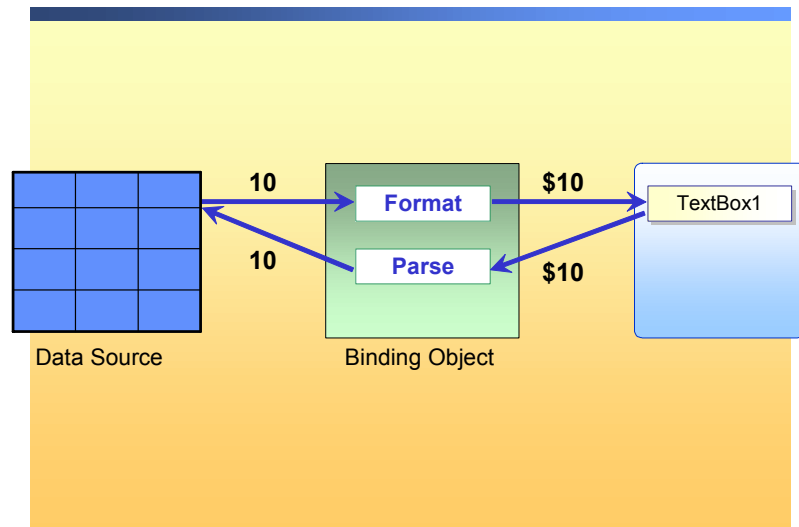 10
$10
Format
TextBox1
Parse
10
$10
Data Source
Binding Object